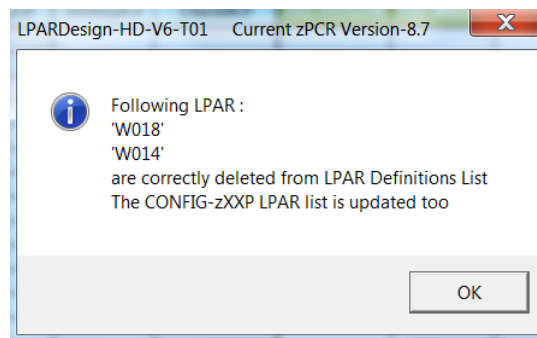 LPARDesign-HD-V6-T01 Current zPCR Version-8.7
Following LPAR :
'W018'
'W014'
are correctly deleted from LPAR Definitions List
The CONFIG-zXXP LPAR list is updated too
OK